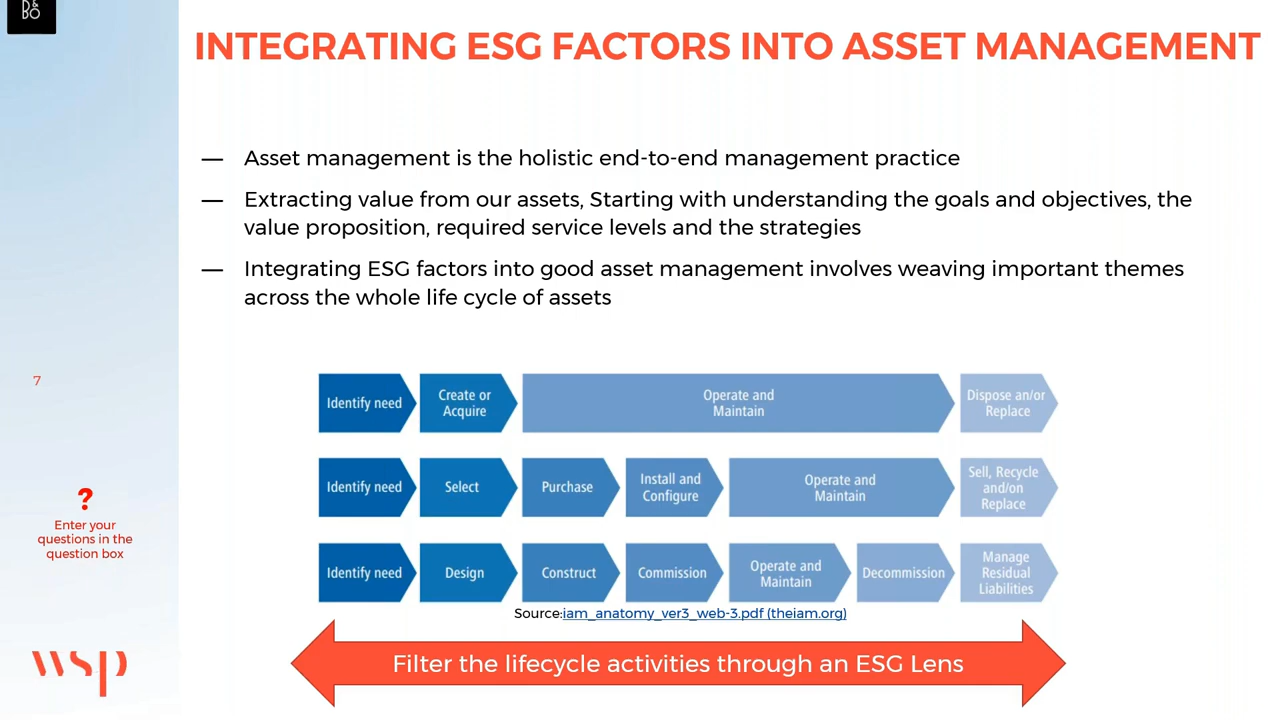 D&
BO
INTEGRATING ESG FACTORS INTO ASSET MANAGEMENT
— Asset management is the holistic end-to-end management practice
— Extracting value from our assets, Starting with understanding the goals and objectives, the
value proposition, required service levels and the strategies
— Integrating ESG factors into good asset management involves weaving important themes
across the whole life cycle of assets
7
Identify need
Create or
Acquire
Operate and
Maintain
Dispose an/or
Replace
Identify need
Select
Purchase
Install and
Configure
Operate and
Maintain
Sell, Recycle
and/on
Replace
Identify need
Design
Construct
Commission
Operate and
Maintain
Decommission
Manage
Residual
Liabilities
Source:iam_anatomy_ver3_web-3.pdf (theiam.org)
Filter the lifecycle activities through an ESG Lens
?
Enter your
questions in the
question box
wsp